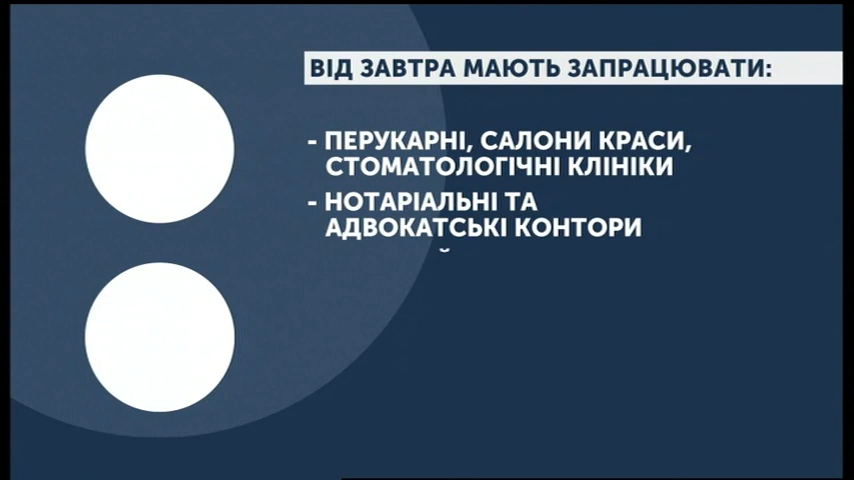 ВІД ЗАВТРА МАЮТЬ ЗАПРАЦЮВАТИ:
- ПЕРУКАРНІ, САЛОНИ КРАСИ,
СТОМАТОЛОГІЧНІ КЛІНІКИ
- НОТАРІАЛЬНІ ТА
АДВОКАТСЬКІ КОНТОРИ